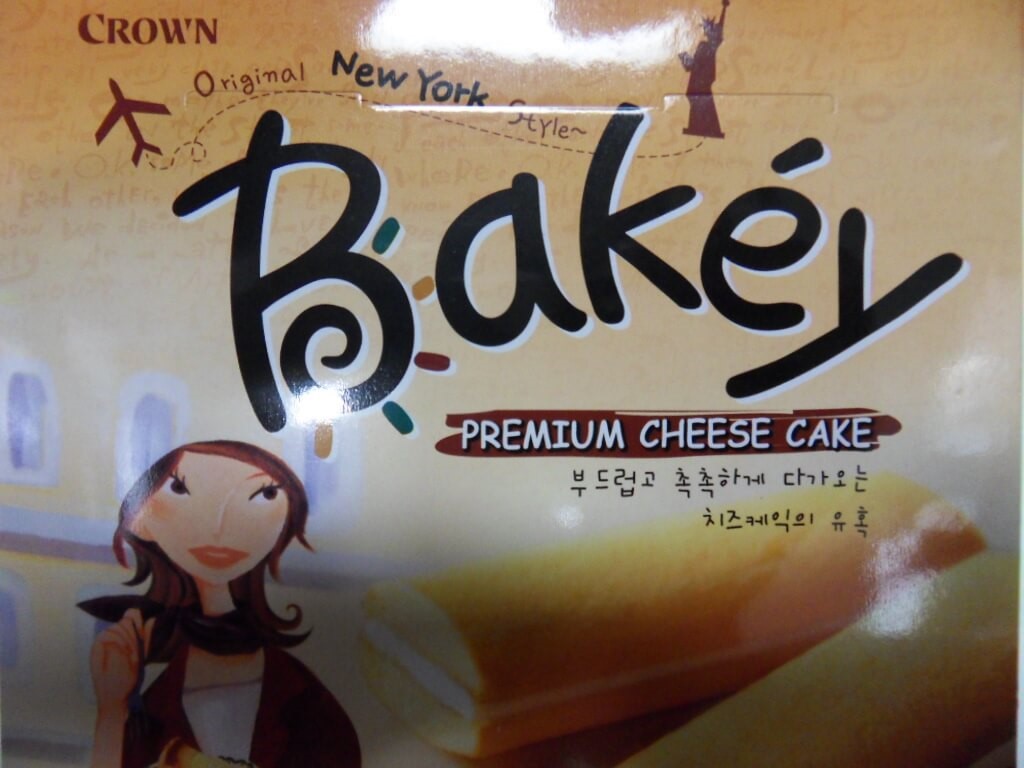 CROWN
Original New York Style~
Bakéy
PREMIUM CHEESE CAKE
부드럽고 촉촉하게 다가오는
치즈케익의 유혹